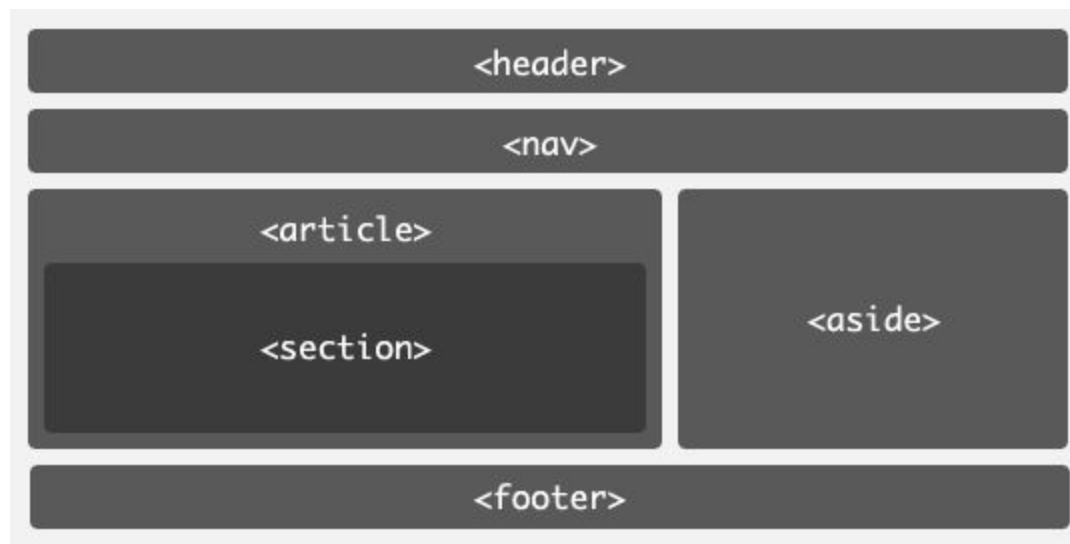 <header>
<nav>
<article>
<section>
<aside>
<footer>